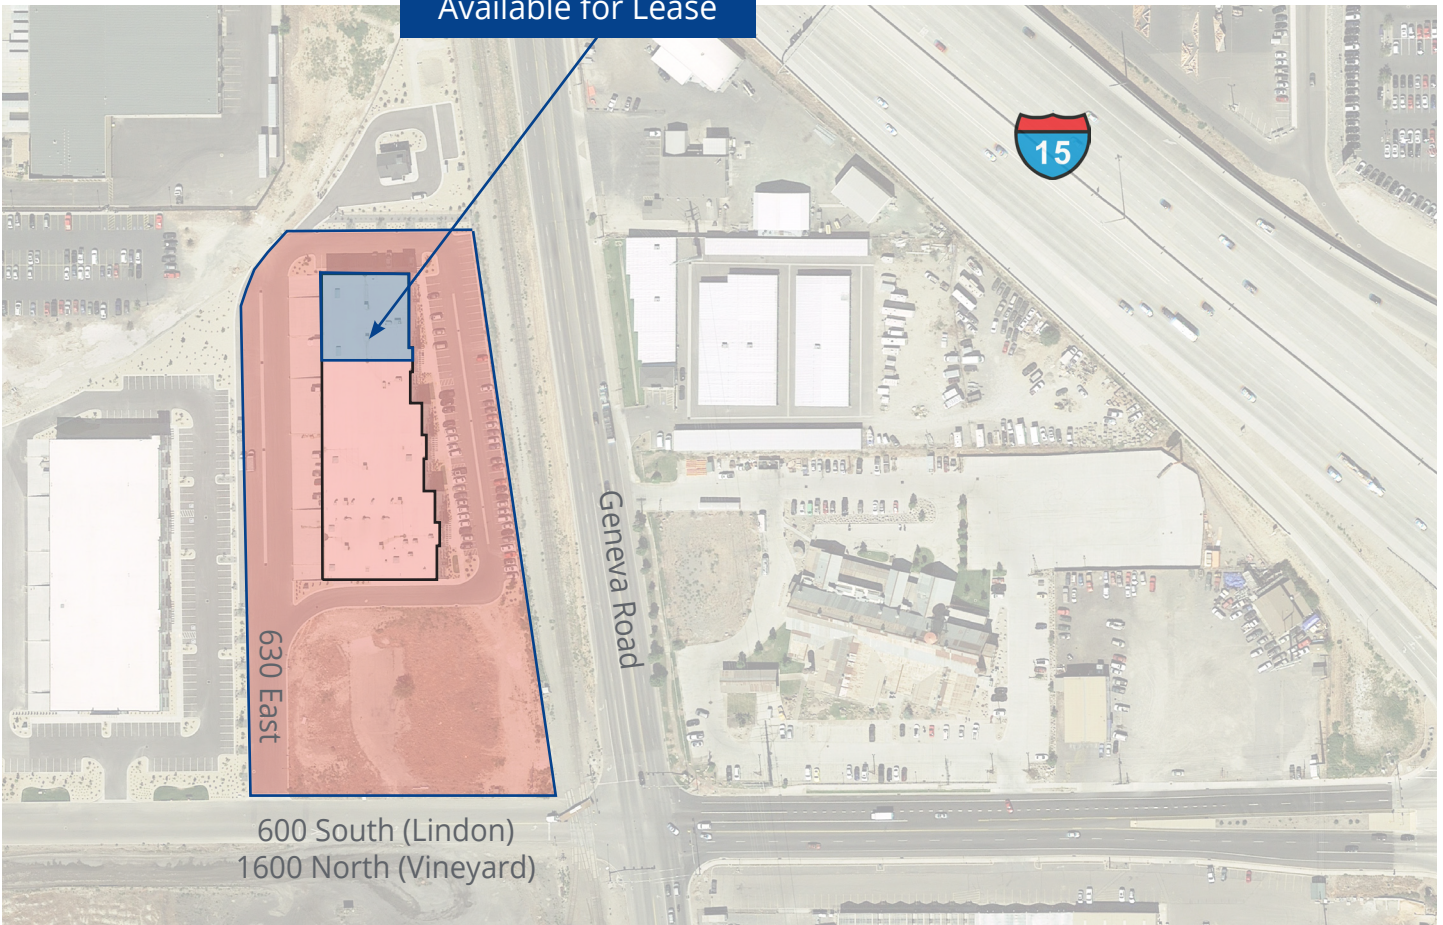 Available for Lease
15
Geneva Road
630 East
600 South (Lindon)
1600 North (Vineyard)